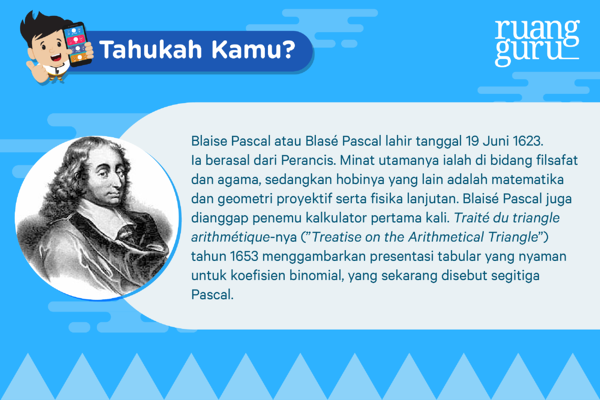 Tahukah Kamu?
ruang
guru
Blaise Pascal atau Blasé Pascal lahir tanggal 19 Juni 1623.
Ia berasal dari Perancis. Minat utamanya ialah di bidang filsafat
dan agama, sedangkan hobinya yang lain adalah matematika
dan geometri proyektif serta fisika lanjutan. Blaisé Pascal juga
dianggap penemu kalkulator pertama kali. Traité du triangle
arithmétique-nya ("Treatise on the Arithmetical Triangle")
tahun 1653 menggambarkan presentasi tabular yang nyaman
untuk koefisien binomial, yang sekarang disebut segitiga
Pascal.